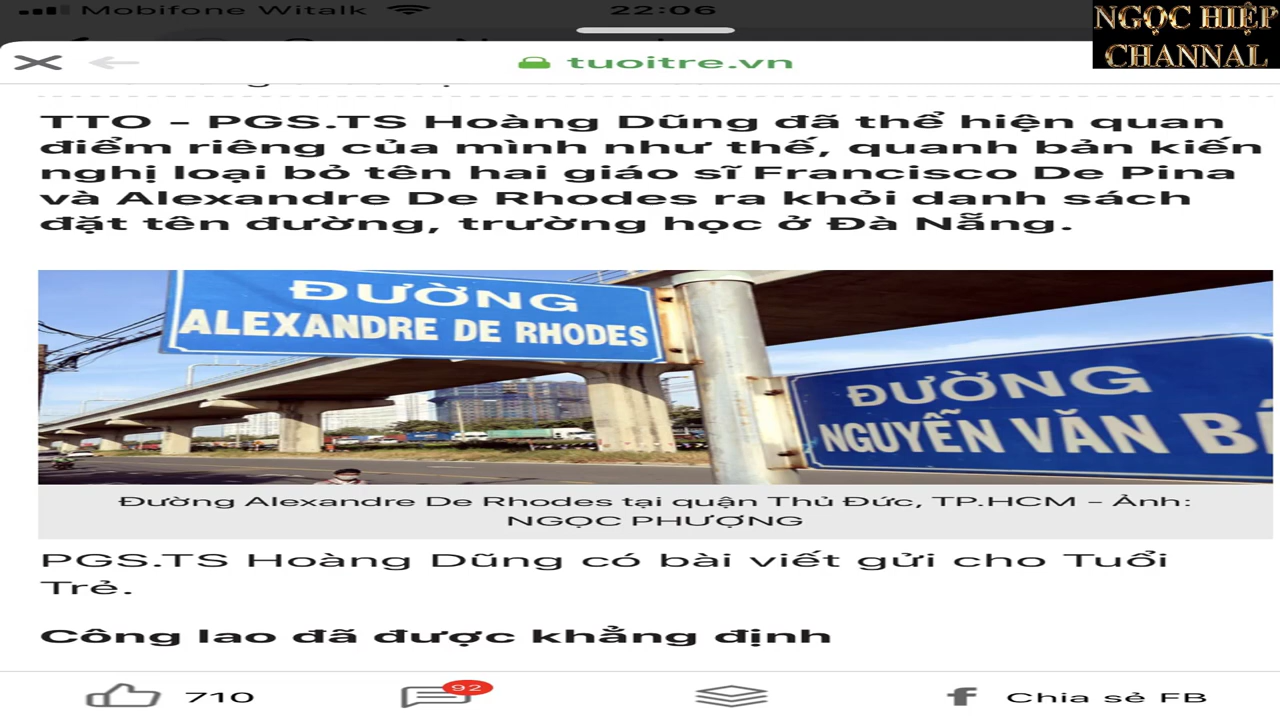 Mobifone Witalk
22:06
NGỌC HIỆP
CHANNAL
tuoitre.vn
TTO - PGS.TS Hoàng Dũng đã thể hiện quan
điểm riêng của mình như thế, quanh bản kiến
nghị loại bỏ tên hai giáo sĩ Francisco De Pina
và Alexandre De Rhodes ra khỏi danh sách
đặt tên đường, trường học ở Đà Nẵng.
ĐƯỜNG
ALEXANDRE DE RHODES
ĐƯỜNG
NGUYỄN VĂN B
Đường Alexandre De Rhodes tại quận Thủ Đức, TP.HCM - Ảnh:
NGỌC PHƯỢNG
PGS.TS Hoàng Dũng có bài viết gửi cho Tuổi
Trẻ.
Công lao đã được khẳng định
710
92
Chia sẻ FB